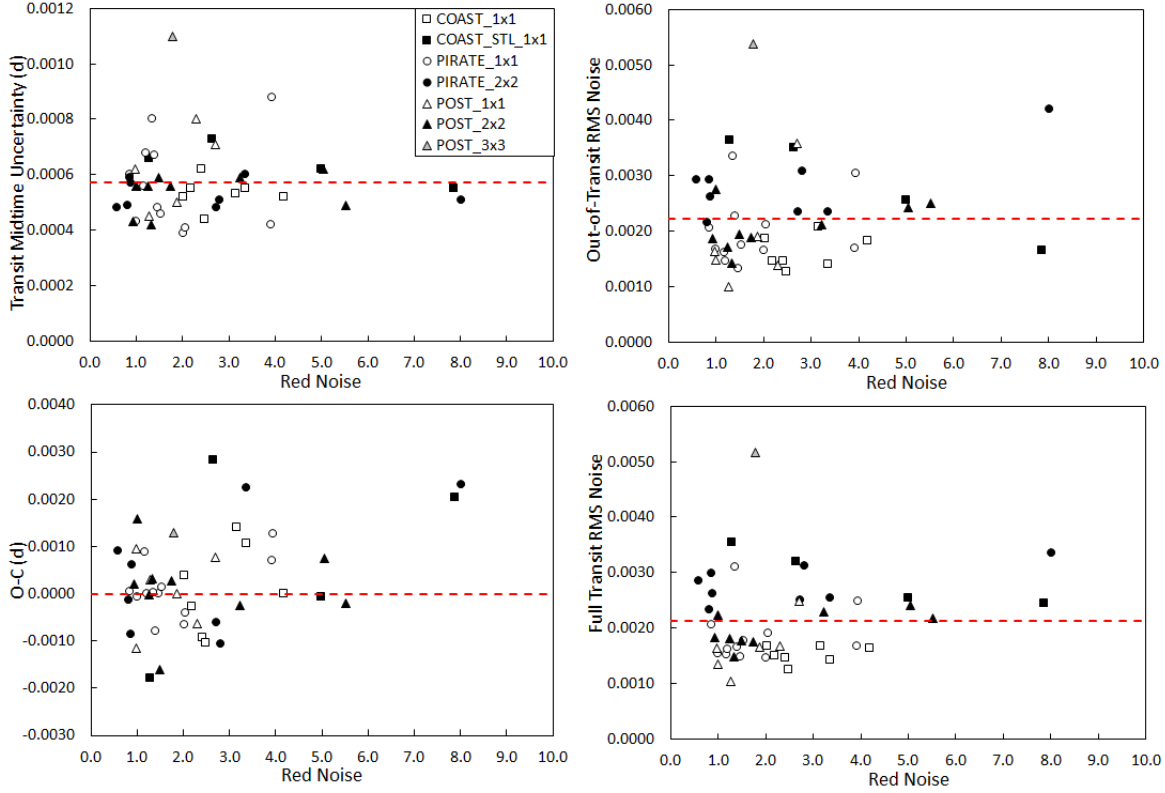 Transit Midtime Uncertainty (d)
0.0012
0.0010
0.0008
0.0006
0.0004
0.0002
0.0000
0.0 1.0 2.0 3.0 4.0 5.0 6.0 7.0 8.0 9.0 10.0
Red Noise
COAST_1x1
COAST_STL_1x1
PIRATE_1x1
PIRATE_2x2
POST_1x1
POST_2x2
POST_3x3
Out-of-Transit RMS Noise
0.0060
0.0050
0.0040
0.0030
0.0020
0.0010
0.0000
0.0 1.0 2.0 3.0 4.0 5.0 6.0 7.0 8.0 9.0 10.0
Red Noise
O-C (d)
0.0040
0.0030
0.0020
0.0010
0.0000
-0.0010
-0.0020
-0.0030
0.0 1.0 2.0 3.0 4.0 5.0 6.0 7.0 8.0 9.0 10.0
Red Noise
Full Transit RMS Noise
0.0060
0.0050
0.0040
0.0030
0.0020
0.0010
0.0000
0.0 1.0 2.0 3.0 4.0 5.0 6.0 7.0 8.0 9.0 10.0
Red Noise